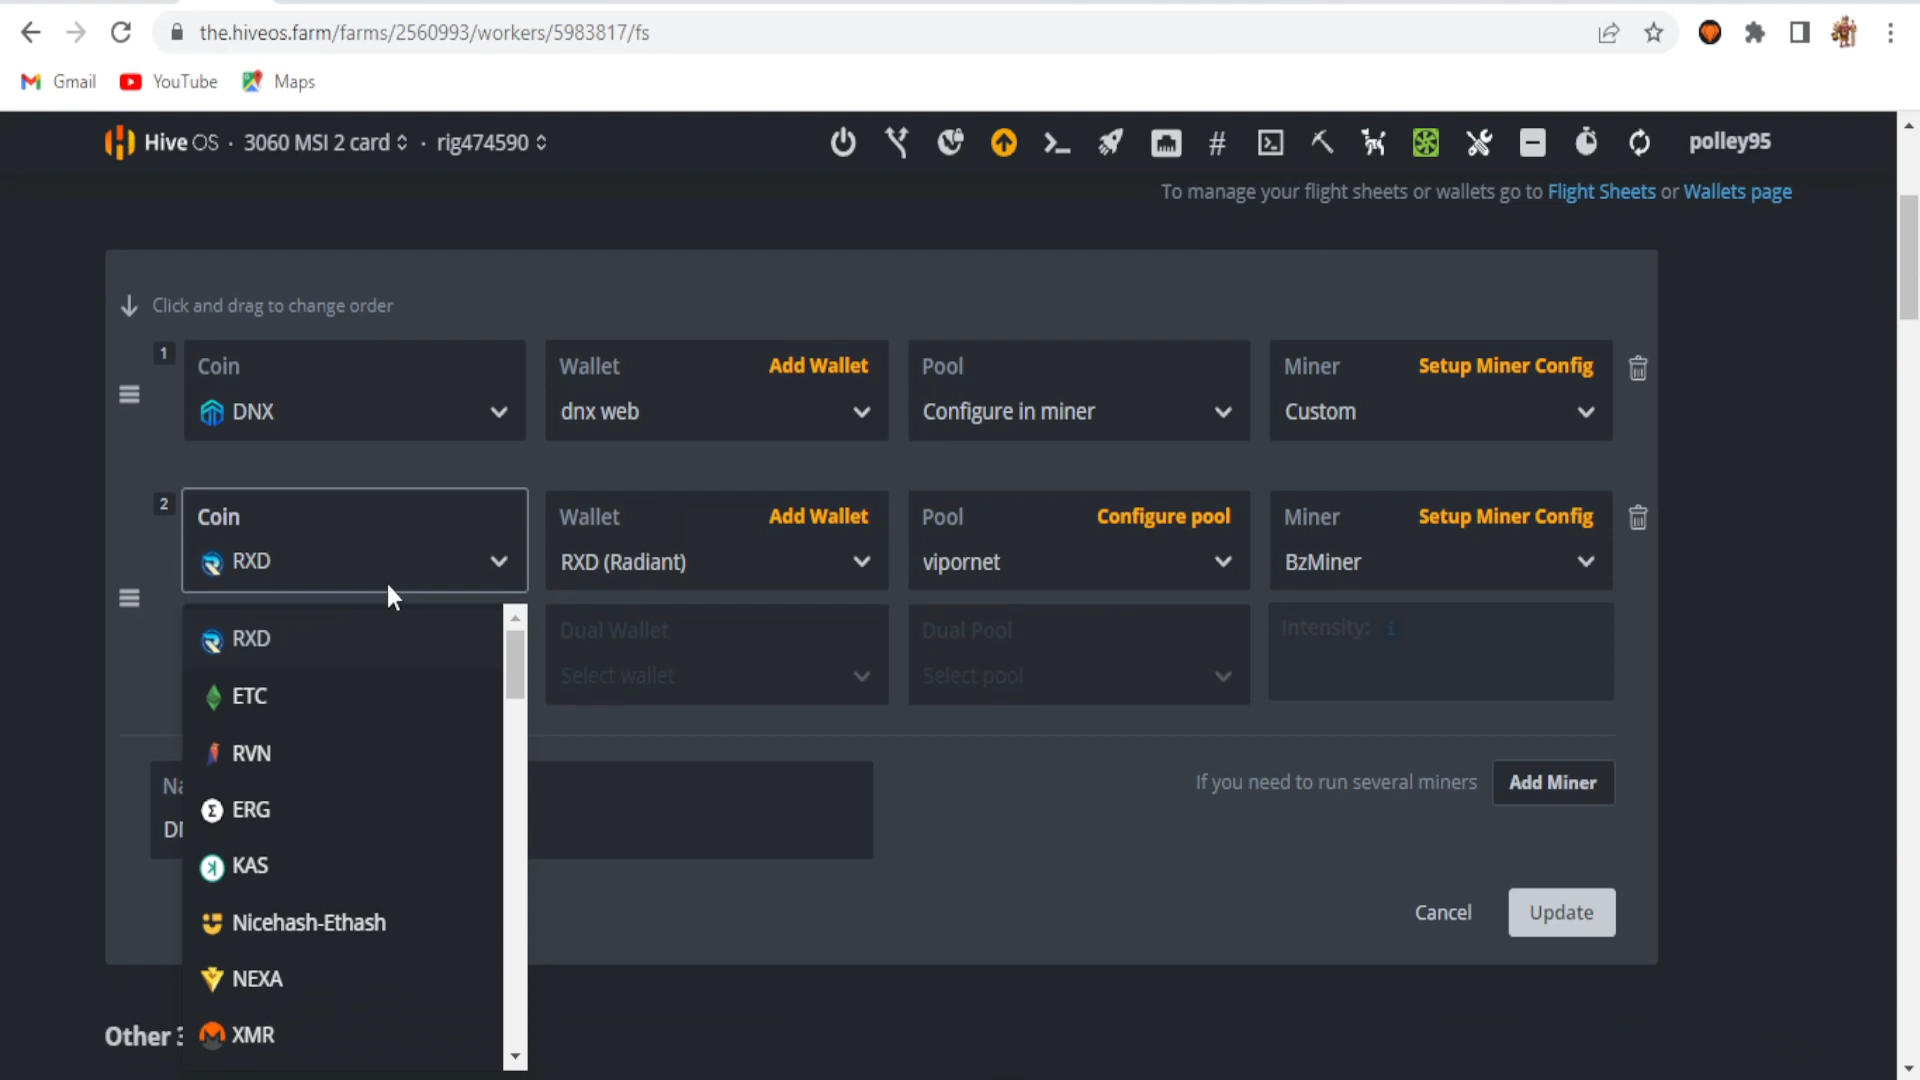 the.hiveos.farm/farms/2560993/workers/5983817/fs
Gmail YouTube Maps
Hive OS · 3060 MSI 2 card · rig474590 polley95
To manage your flight sheets or wallets go to Flight Sheets or Wallets page
Click and drag to change order
1 Coin Wallet Add Wallet Pool Miner Setup Miner Config
DNX dnx web Configure in miner Custom
2 Coin Wallet Add Wallet Pool Configure pool Miner Setup Miner Config
RXD RXD (Radiant) vipornet BzMiner
RXD Dual Wallet Dual Pool Intensity: i
Select wallet Select pool
ETC
RVN
If you need to run several miners Add Miner
ERG
KAS
Nicehash-Ethash
Cancel Update
NEXA
XMR
Other